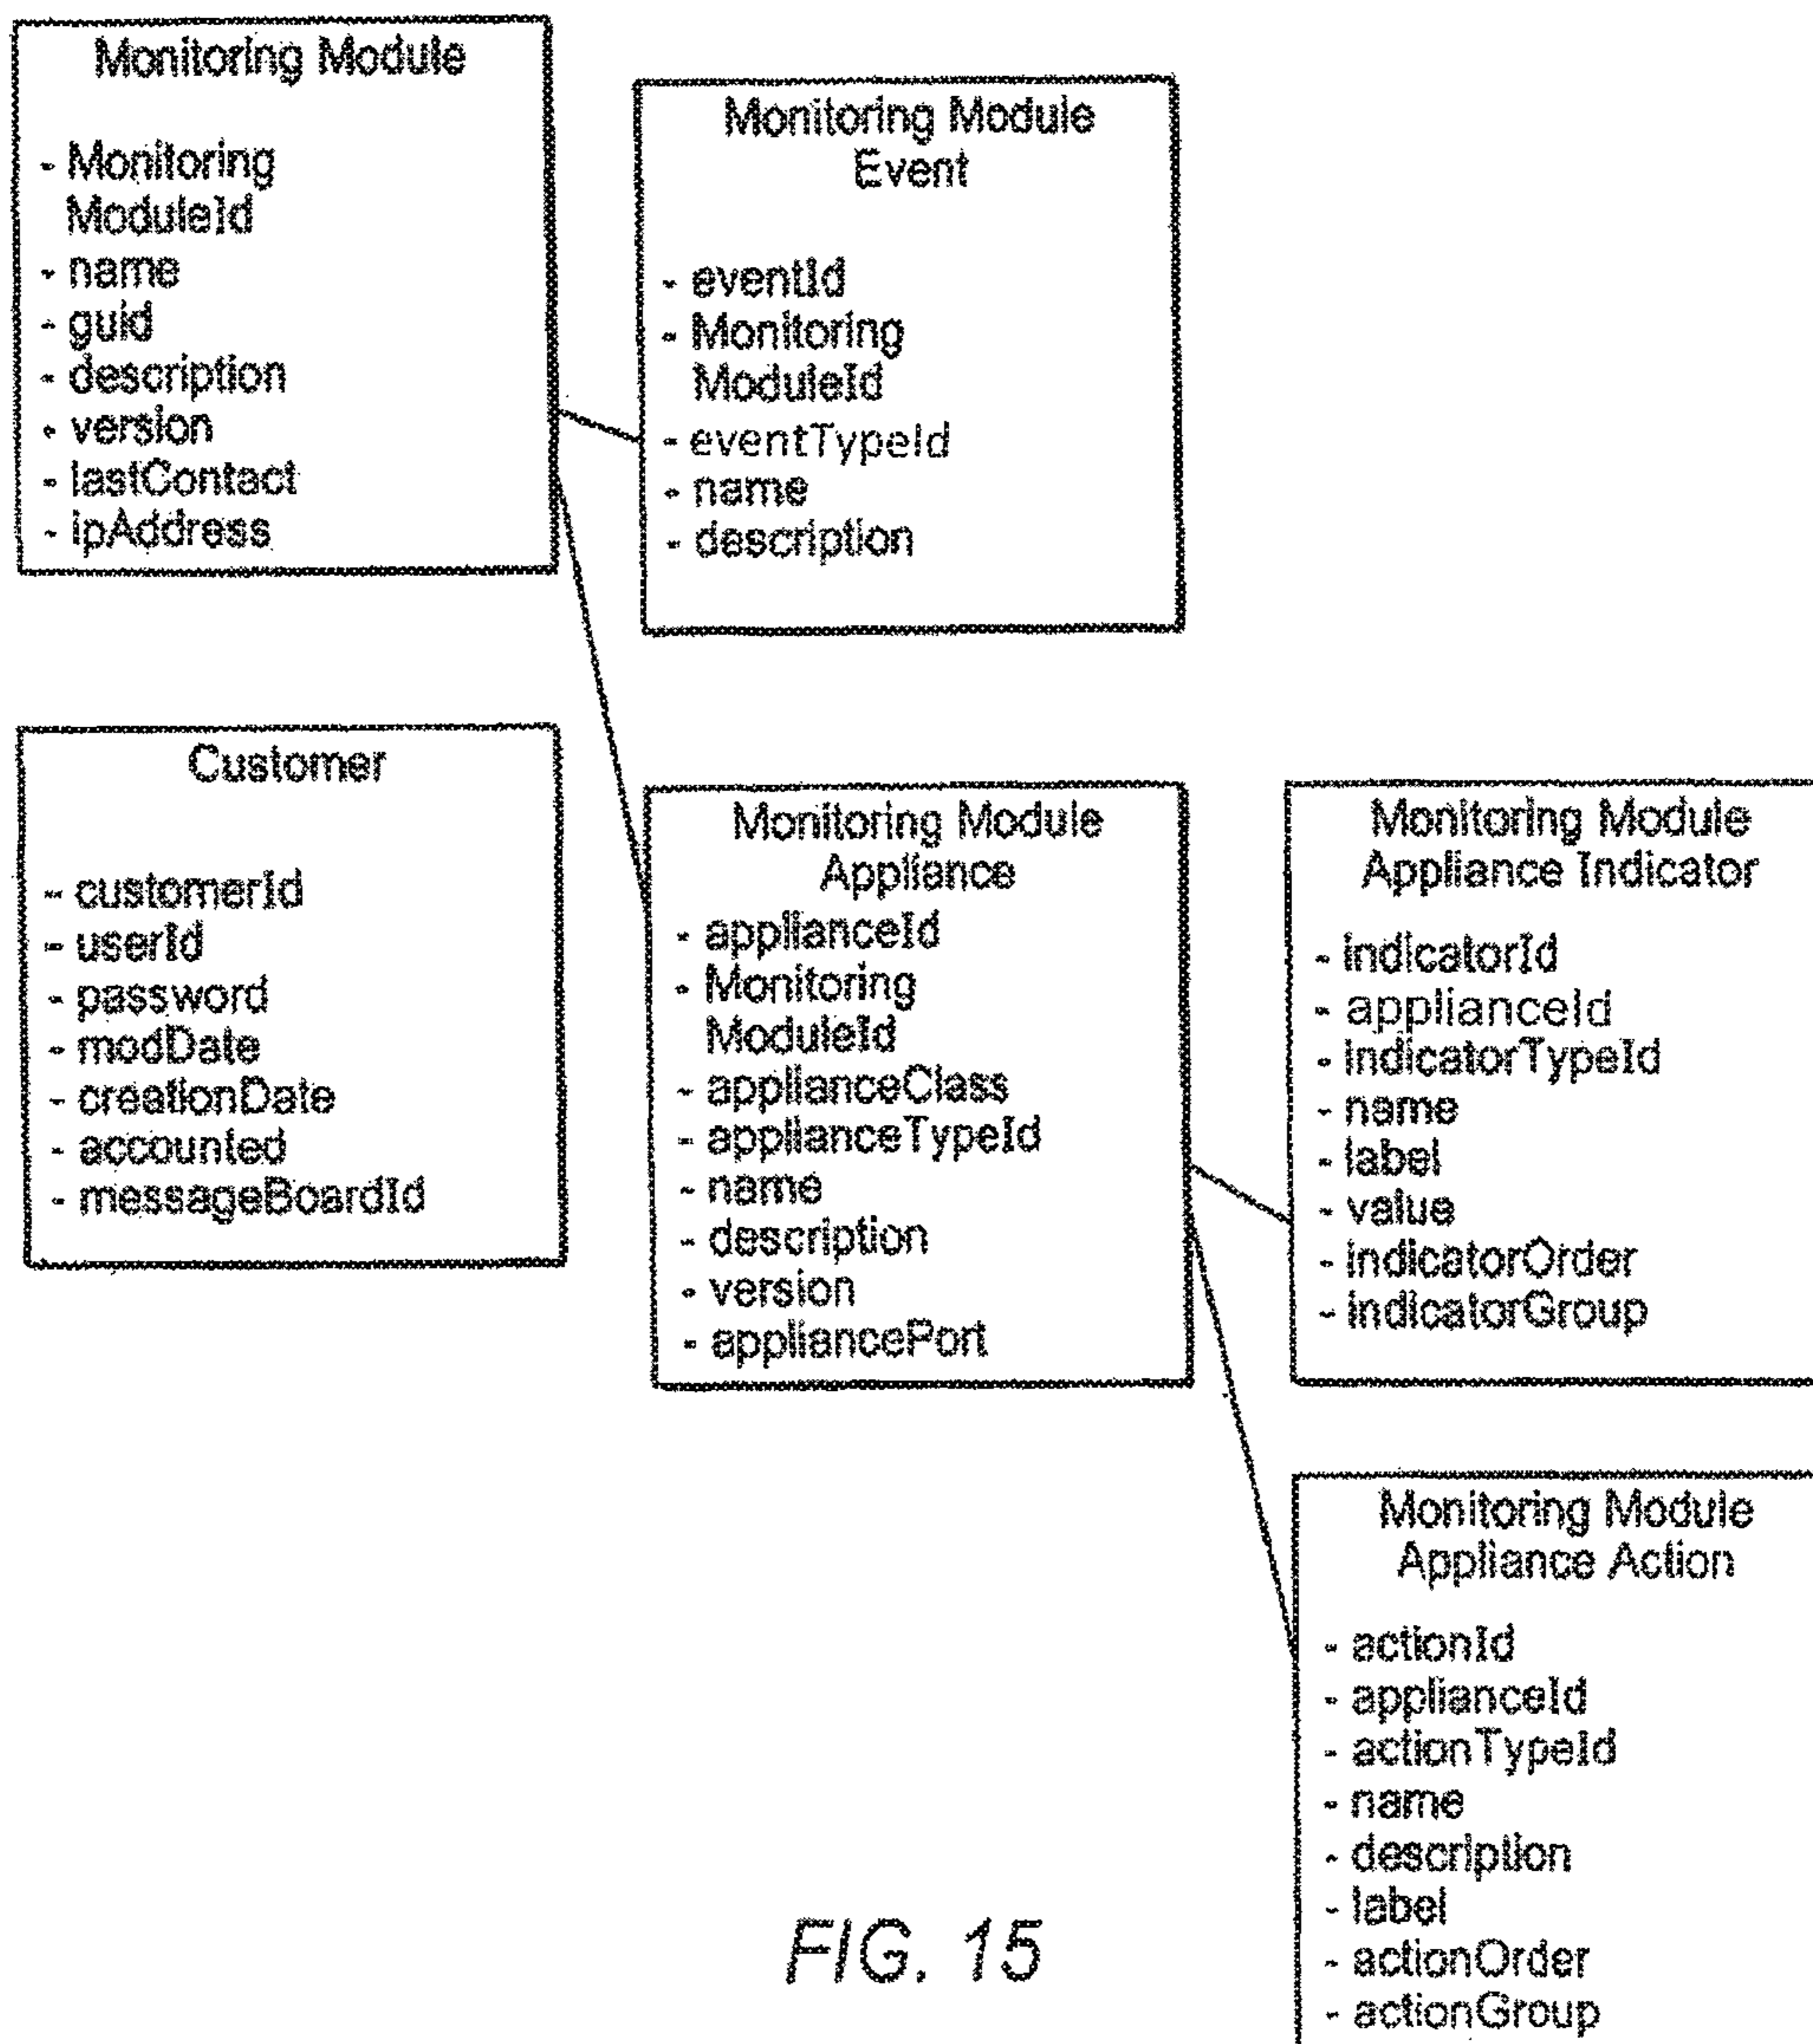 Monitoring Module
- Monitoring
ModuleId
- name
- guid
- description
- version
- lastContact
- ipAddress
Monitoring Module
Event
- eventId
- Monitoring
ModuleId
- eventTypeId
- name
- description
Customer
- customerId
- userId
- password
- modDate
- creationDate
- accounted
- messageBoardId
Monitoring Module
Appliance
- applianceId
- Monitoring
ModuleId
- applianceClass
- applianceTypeId
- name
- description
- version
- appliancePort
Monitoring Module
Appliance Indicator
- indicatorId
- applianceId
- indicatorTypeId
- name
- label
- value
- indicatorOrder
- indicatorGroup
Monitoring Module
Appliance Action
- actionId
- applianceId
- actionTypeId
- name
- description
- label
- actionOrder
- actionGroup
FIG. 15